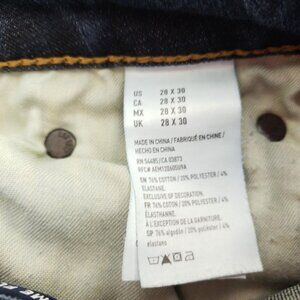 US 28 X 30
CA 28 X 30
MX 28 X 30
UK 28 X 30
MADE IN CHINA / FABRIQUÉ EN CHINE /
HECHO EN CHINA
RN 54485/CA 03873
RFC# AEM12060509A
EN 76% COTTON / 20% POLYESTER / 4%
ELASTANE.
EXCLUSIVE OF DECORATION.
FR 76% COTON / 20% POLYESTER / 4%
ÉLASTHANNE.
À L'EXCEPTION DE LA GARNITURE.
SP 76% algodón / 20% poliéster / 4%
elastano